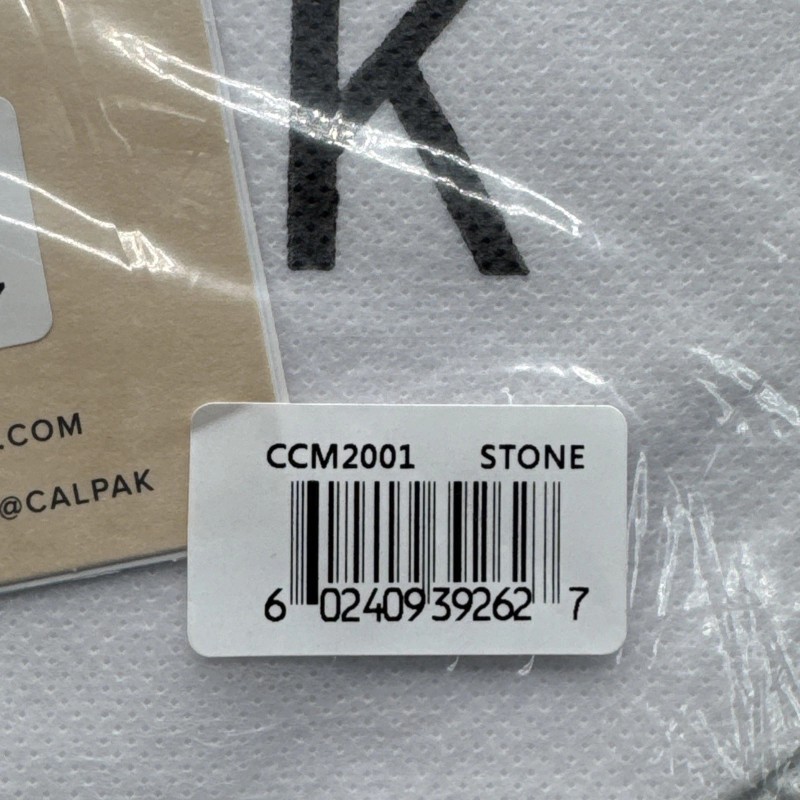 K
.COM
@CALPAK
CCM2001 STONE
6 02409 39262 7